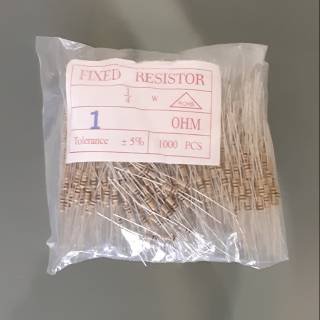 FIXED RESISTOR
1/4 W
1 OHM
Tolerance ± 5% 1000 PCS